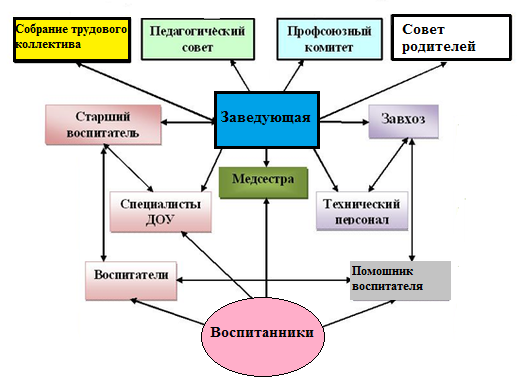 Собрание трудового
коллектива
Педагогический
совет
Профсоюзный
комитет
Совет
родителей
Старший
воспитатель
Заведующая
Завхоз
Медсестра
Специалисты
ДОУ
Технический
персонал
Воспитатели
Помошник
воспитателя
Воспитанники